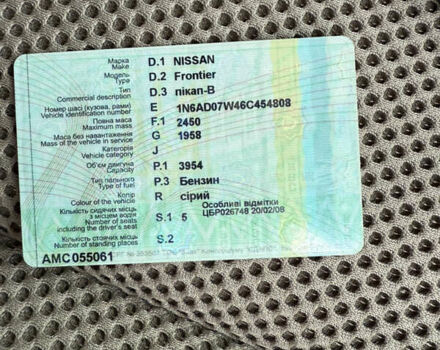 Марка D.1 NISSAN
Make
Модель D.2 Frontier
Type
Тип D.3 пікап-В
Commercial description
Номер шасі (кузова, рами) E 1N6AD07W46C454808
Vehicle identification number
Повна маса F.1 2450
Maximum mass
Маса без навантаження G 1958
Mass of the vehicle in service
Категорія J
Vehicle category
Об'єм двигуна P.1 3954
Capacity
Тип пального P.3 Бензин
Type of fuel
Колір R сірий
Colour of the vehicle
Кількість сидячих місць Особливі відмітки
з місцем водія S.1 5 ЦБР026748 20/02/08
Number of seats
including the driver's seat
Кількість стоячих місць S.2
Number of standing places
АМС055061